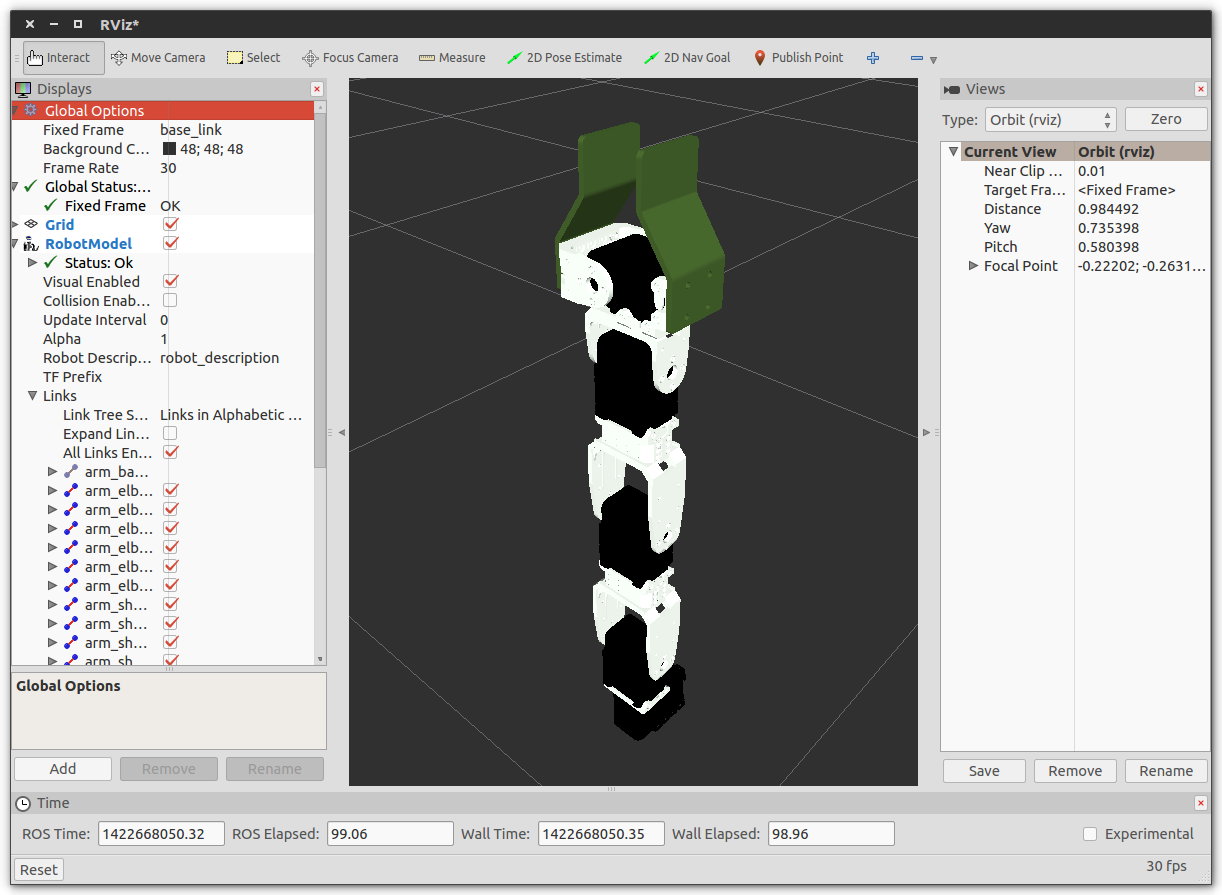 RViz*
Interact Move Camera Select Focus Camera Measure 2D Pose Estimate 2D Nav Goal Publish Point
Displays
Global Options
Fixed Frame base_link
Background C... 48; 48; 48
Frame Rate 30
Global Status:...
Fixed Frame OK
Grid
RobotModel
Status: Ok
Visual Enabled
Collision Enab...
Update Interval 0
Alpha 1
Robot Descrip... robot_description
TF Prefix
Links
Link Tree S... Links in Alphabetic ...
Expand Lin...
All Links En...
arm_ba...
arm_elb...
arm_elb...
arm_elb...
arm_elb...
arm_elb...
arm_elb...
arm_sh...
arm_sh...
arm_sh...
arm_sh
Global Options
Add Remove Rename
Views
Type: Orbit (rviz) Zero
Current View Orbit (rviz)
Near Clip ... 0.01
Target Fra... <Fixed Frame>
Distance 0.984492
Yaw 0.735398
Pitch 0.580398
Focal Point -0.22202; -0.2631...
Save Remove Rename
Time
ROS Time: 1422668050.32 ROS Elapsed: 99.06 Wall Time: 1422668050.35 Wall Elapsed: 98.96 Experimental
Reset 30 fps